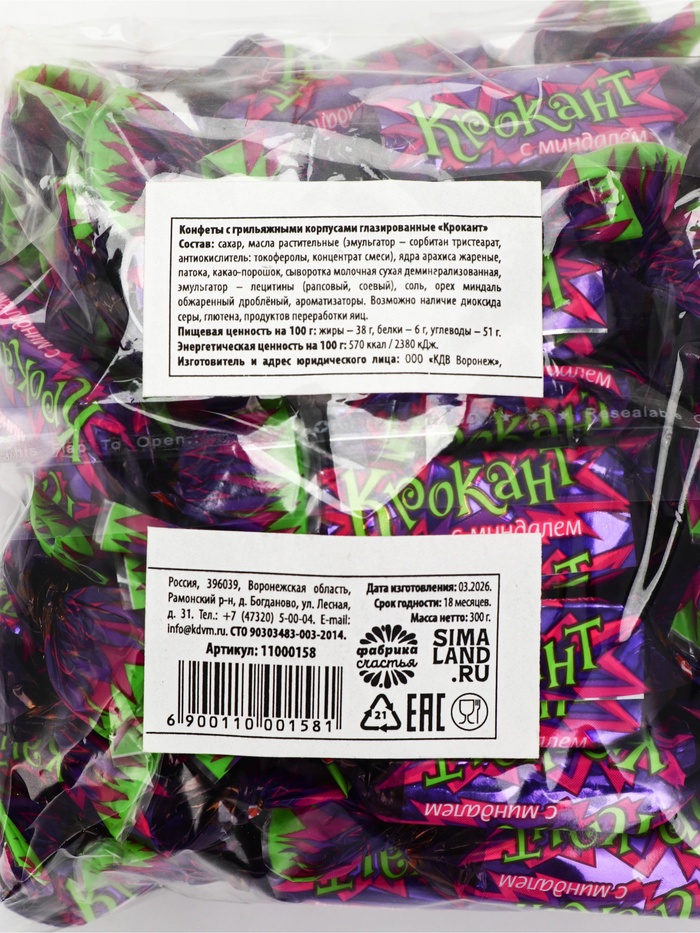 Крокант
с миндалем
Конфеты с грильяжными корпусами глазированные «Крокант»
Состав: сахар, масла растительные (эмульгатор – сорбитан тристеарат,
антиокислитель: токоферолы, концентрат смеси), ядра арахиса жареные,
патока, какао-порошок, сыворотка молочная сухая деминерализованная,
эмульгатор – лецитины (рапсовый, соевый), соль, орех миндаль
обжаренный дроблёный, ароматизаторы. Возможно наличие диоксида
серы, глютена, продуктов переработки яиц.
Пищевая ценность на 100 г: жиры – 38 г, белки – 6 г, углеводы – 51 г.
Энергетическая ценность на 100 г: 570 ккал / 2380 кДж.
Изготовитель и адрес юридического лица: ООО «КДВ Воронеж»,
To Open
Resealable
Крокант
с миндалем
Россия, 396039, Воронежская область,
Рамонский р-н, д. Богданово, ул. Лесная,
д. 31. Тел.: +7 (47320) 5-00-04. E-mail:
info@kdvm.ru. СТО 90303483-003-2014.
Артикул: 11000158
6 900110 001581
Дата изготовления: 03.2026.
Срок годности: 18 месяцев.
Масса нетто: 300 г.
фабрика
счастья
SIMA
LAND
.RU
21
EAC
с миндалем
с миндалем